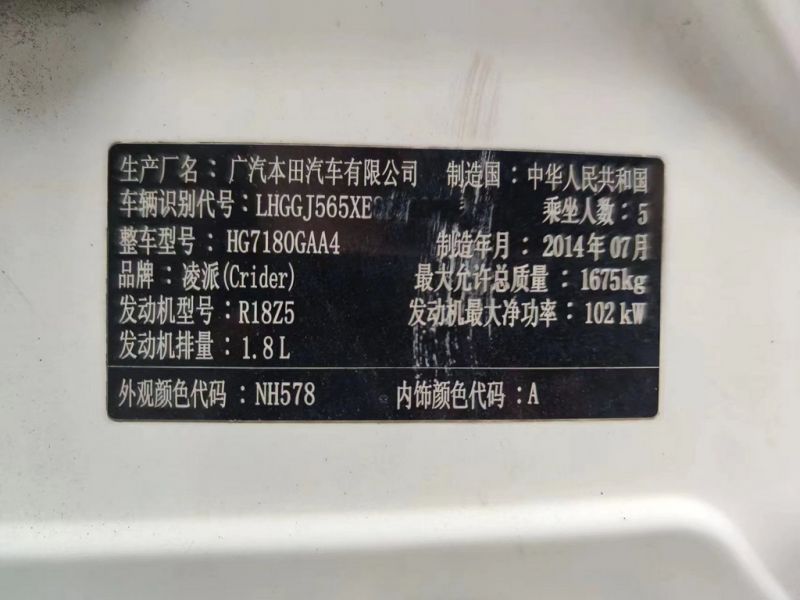 生产厂名：广汽本田汽车有限公司 制造国：中华人民共和国
车辆识别代号：LHGGJ565XE 乘坐人数：5
整车型号：HG7180GAA4 制造年月：2014年07月
品牌：凌派(Crider) 最大允许总质量：1675kg
发动机型号：R18Z5 发动机最大净功率：102 kW
发动机排量：1.8L
外观颜色代码：NH578 内饰颜色代码：A